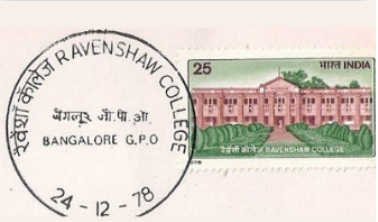 रेवेंशॉ कॅालेज RAVENSHAW COLLEGE
बेंगलूर जी.पी.ओ.
BANGALORE G.P.O
24-12-78
25 भारत INDIA
रेवेंशॉ कॉलेज RAVENSHAW COLLEGE